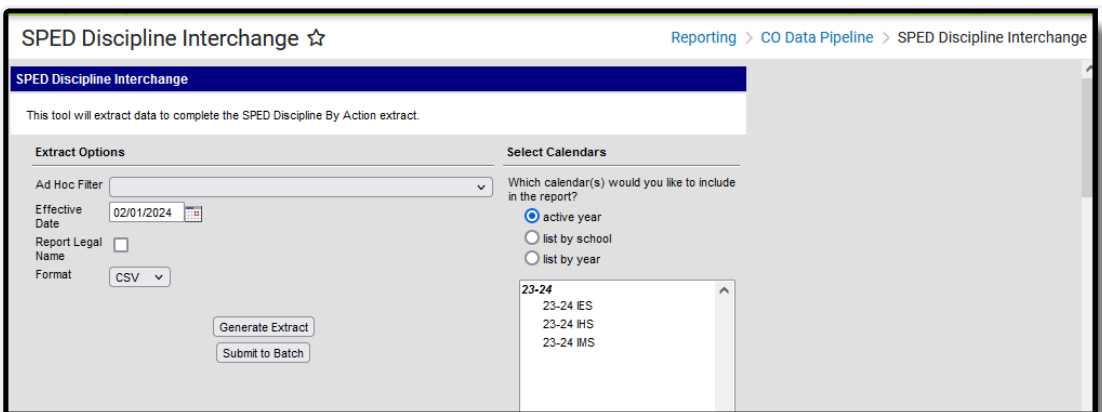 SPED Discipline Interchange
Reporting > CO Data Pipeline > SPED Discipline Interchange
SPED Discipline Interchange
This tool will extract data to complete the SPED Discipline By Action extract.
Extract Options
Ad Hoc Filter
Effective
Date
02/01/2024
Report Legal
Name
Format
CSV
Generate Extract
Submit to Batch
Select Calendars
Which calendar(s) would you like to include
in the report?
active year
list by school
list by year
23-24
23-24 IES
23-24 IHS
23-24 IMS